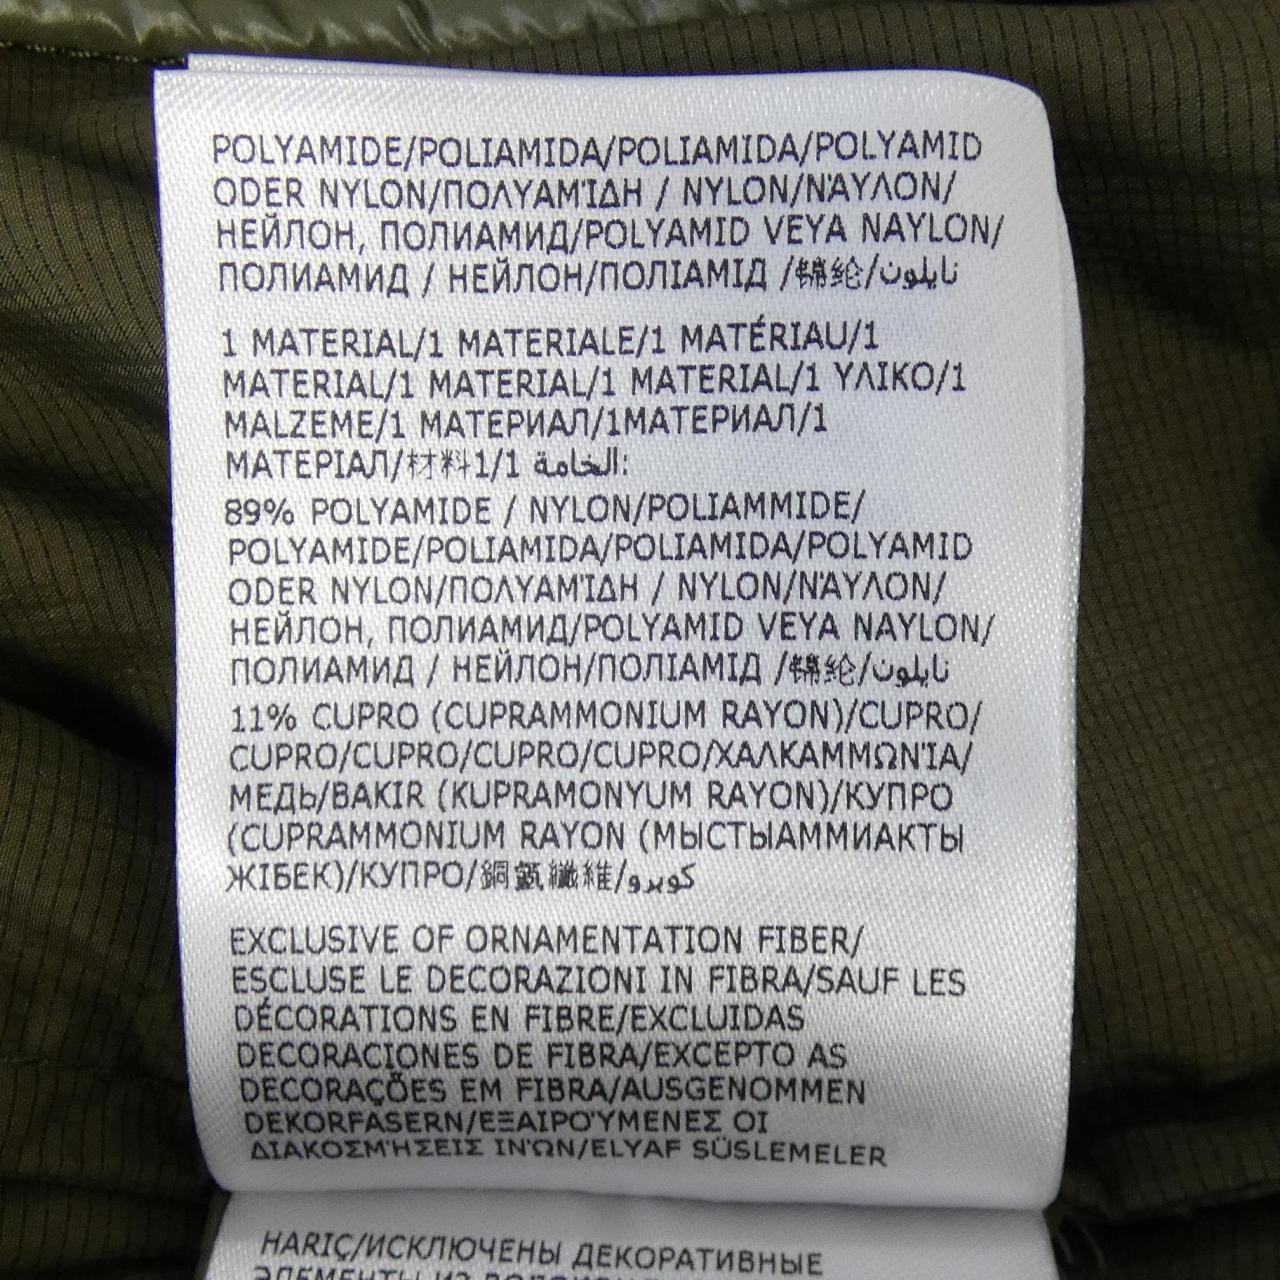 POLYAMIDE/POLIAMIDA/POLIAMIDA/POLYAMID
ODER NYLON/ΠΟΛΥΑΜΊΔΗ / NYLON/ΝΆΥΛΟΝ/
НЕЙЛОН, ПОЛИАМИД/POLYAMID VEYA NAYLON/
ПОЛИАМИД / НЕЙЛОН/ПОЛІАМІД /锦纶/نايلون
1 MATERIAL/1 MATERIALE/1 MATÉRIAU/1
MATERIAL/1 MATERIAL/1 MATERIAL/1 ΥΛΙΚΟ/1
MALZEME/1 МАТЕРИАЛ/1МАТЕРИАЛ/1
МАТЕРІАЛ/材料1/1 الخامة:
89% POLYAMIDE / NYLON/POLIAMMIDE/
POLYAMIDE/POLIAMIDA/POLIAMIDA/POLYAMID
ODER NYLON/ΠΟΛΥΑΜΊΔΗ / NYLON/ΝΆΥΛΟΝ/
НЕЙЛОН, ПОЛИАМИД/POLYAMID VEYA NAYLON/
ПОЛИАМИД / НЕЙЛОН/ПОЛІАМІД /锦纶/نايلون
11% CUPRO (CUPRAMMONIUM RAYON)/CUPRO/
CUPRO/CUPRO/CUPRO/CUPRO/ΧΑΛΚΑΜΜΩΝΊΑ/
МЕДЬ/BAKIR (KUPRAMONYUM RAYON)/КУПРО
(CUPRAMMONIUM RAYON (МЫСТЫАММИАКТЫ
ЖІБЕК)/КУПРО/銅氨纖維/كوبرو
EXCLUSIVE OF ORNAMENTATION FIBER/
ESCLUSE LE DECORAZIONI IN FIBRA/SAUF LES
DÉCORATIONS EN FIBRE/EXCLUIDAS
DECORACIONES DE FIBRA/EXCEPTO AS
DECORAÇÕES EM FIBRA/AUSGENOMMEN
DEKORFASERN/ΕΞΑΙΡΟΎΜΕΝΕΣ ΟΙ
ΔΙΑΚΟΣΜΉΣΕΙΣ ΙΝΏΝ/ELYAF SÜSLEMELER
HARIÇ/ИСКЛЮЧЕНЫ ДЕКОРАТИВНЫЕ